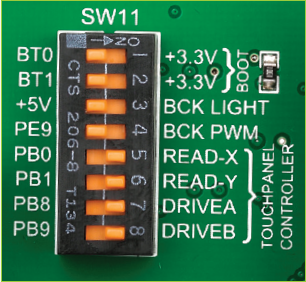 SW11
ON
CTS 206-8 T134
BT0 1 +3.3V
BT1 2 +3.3V
BOOT
+5V 3 BCK LIGHT
PE9 4 BCK PWM
PB0 5 READ-X
PB1 6 READ-Y
PB8 7 DRIVEA
PB9 8 DRIVEB
TOUCHPANEL
CONTROLLER